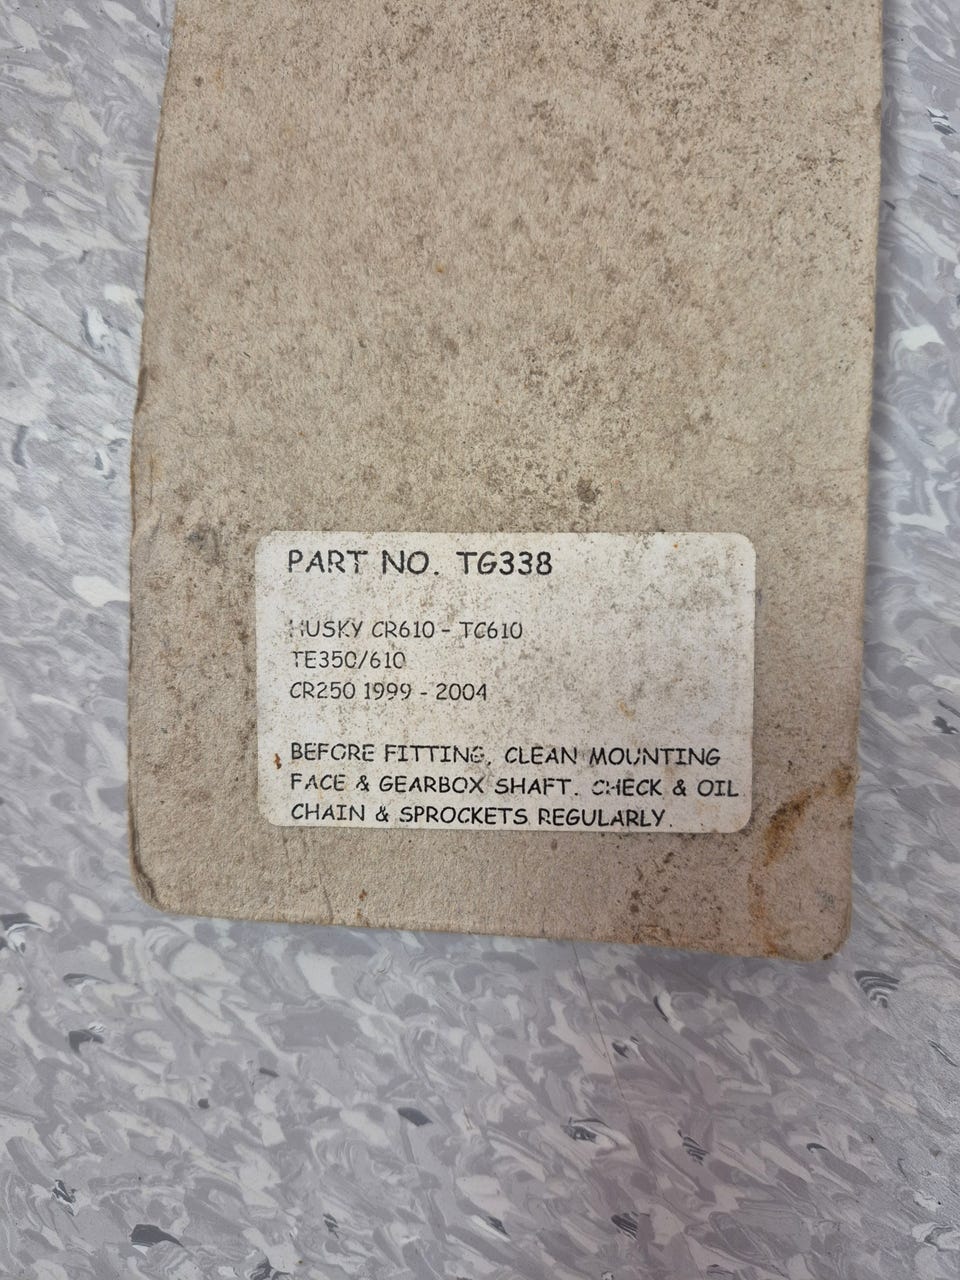 PART NO. TG338
HUSKY CR610 - TC610
TE350/610
CR250 1999 - 2004
BEFORE FITTING, CLEAN MOUNTING
FACE & GEARBOX SHAFT. CHECK & OIL
CHAIN & SPROCKETS REGULARLY.